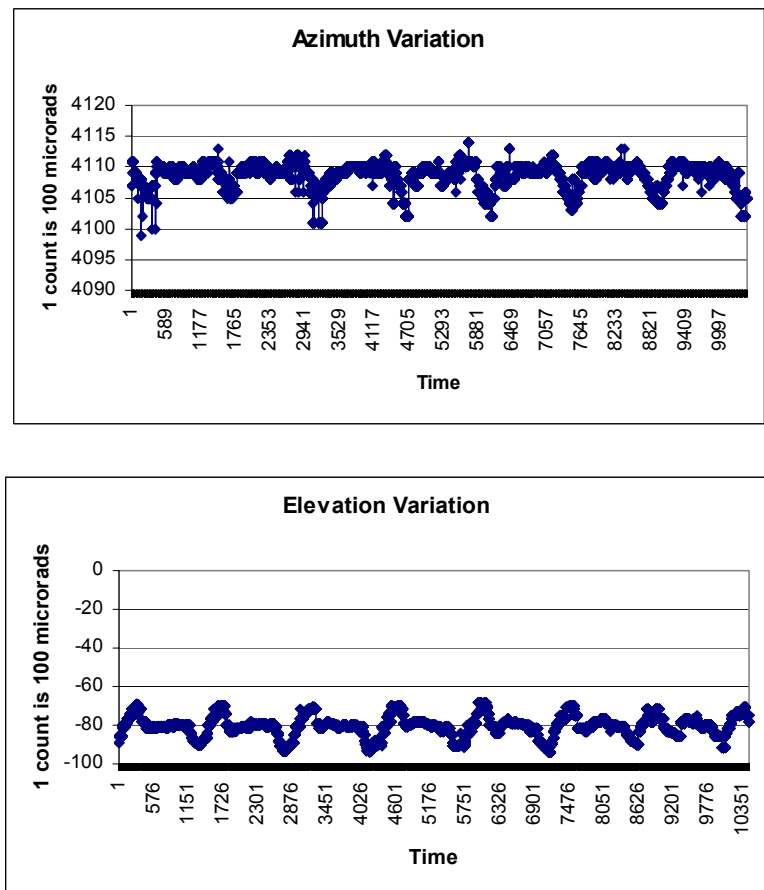 Azimuth Variation
1 count is 100 microrads
4120
4115
4110
4105
4100
4095
4090
1 589 1177 1765 2353 2941 3529 4117 4705 5293 5881 6469 7057 7645 8233 8821 9409 9997
Time
Elevation Variation
1 count is 100 microrads
0
-20
-40
-60
-80
-100
1 576 1151 1726 2301 2876 3451 4026 4601 5176 5751 6326 6901 7476 8051 8626 9201 9776 10351
Time